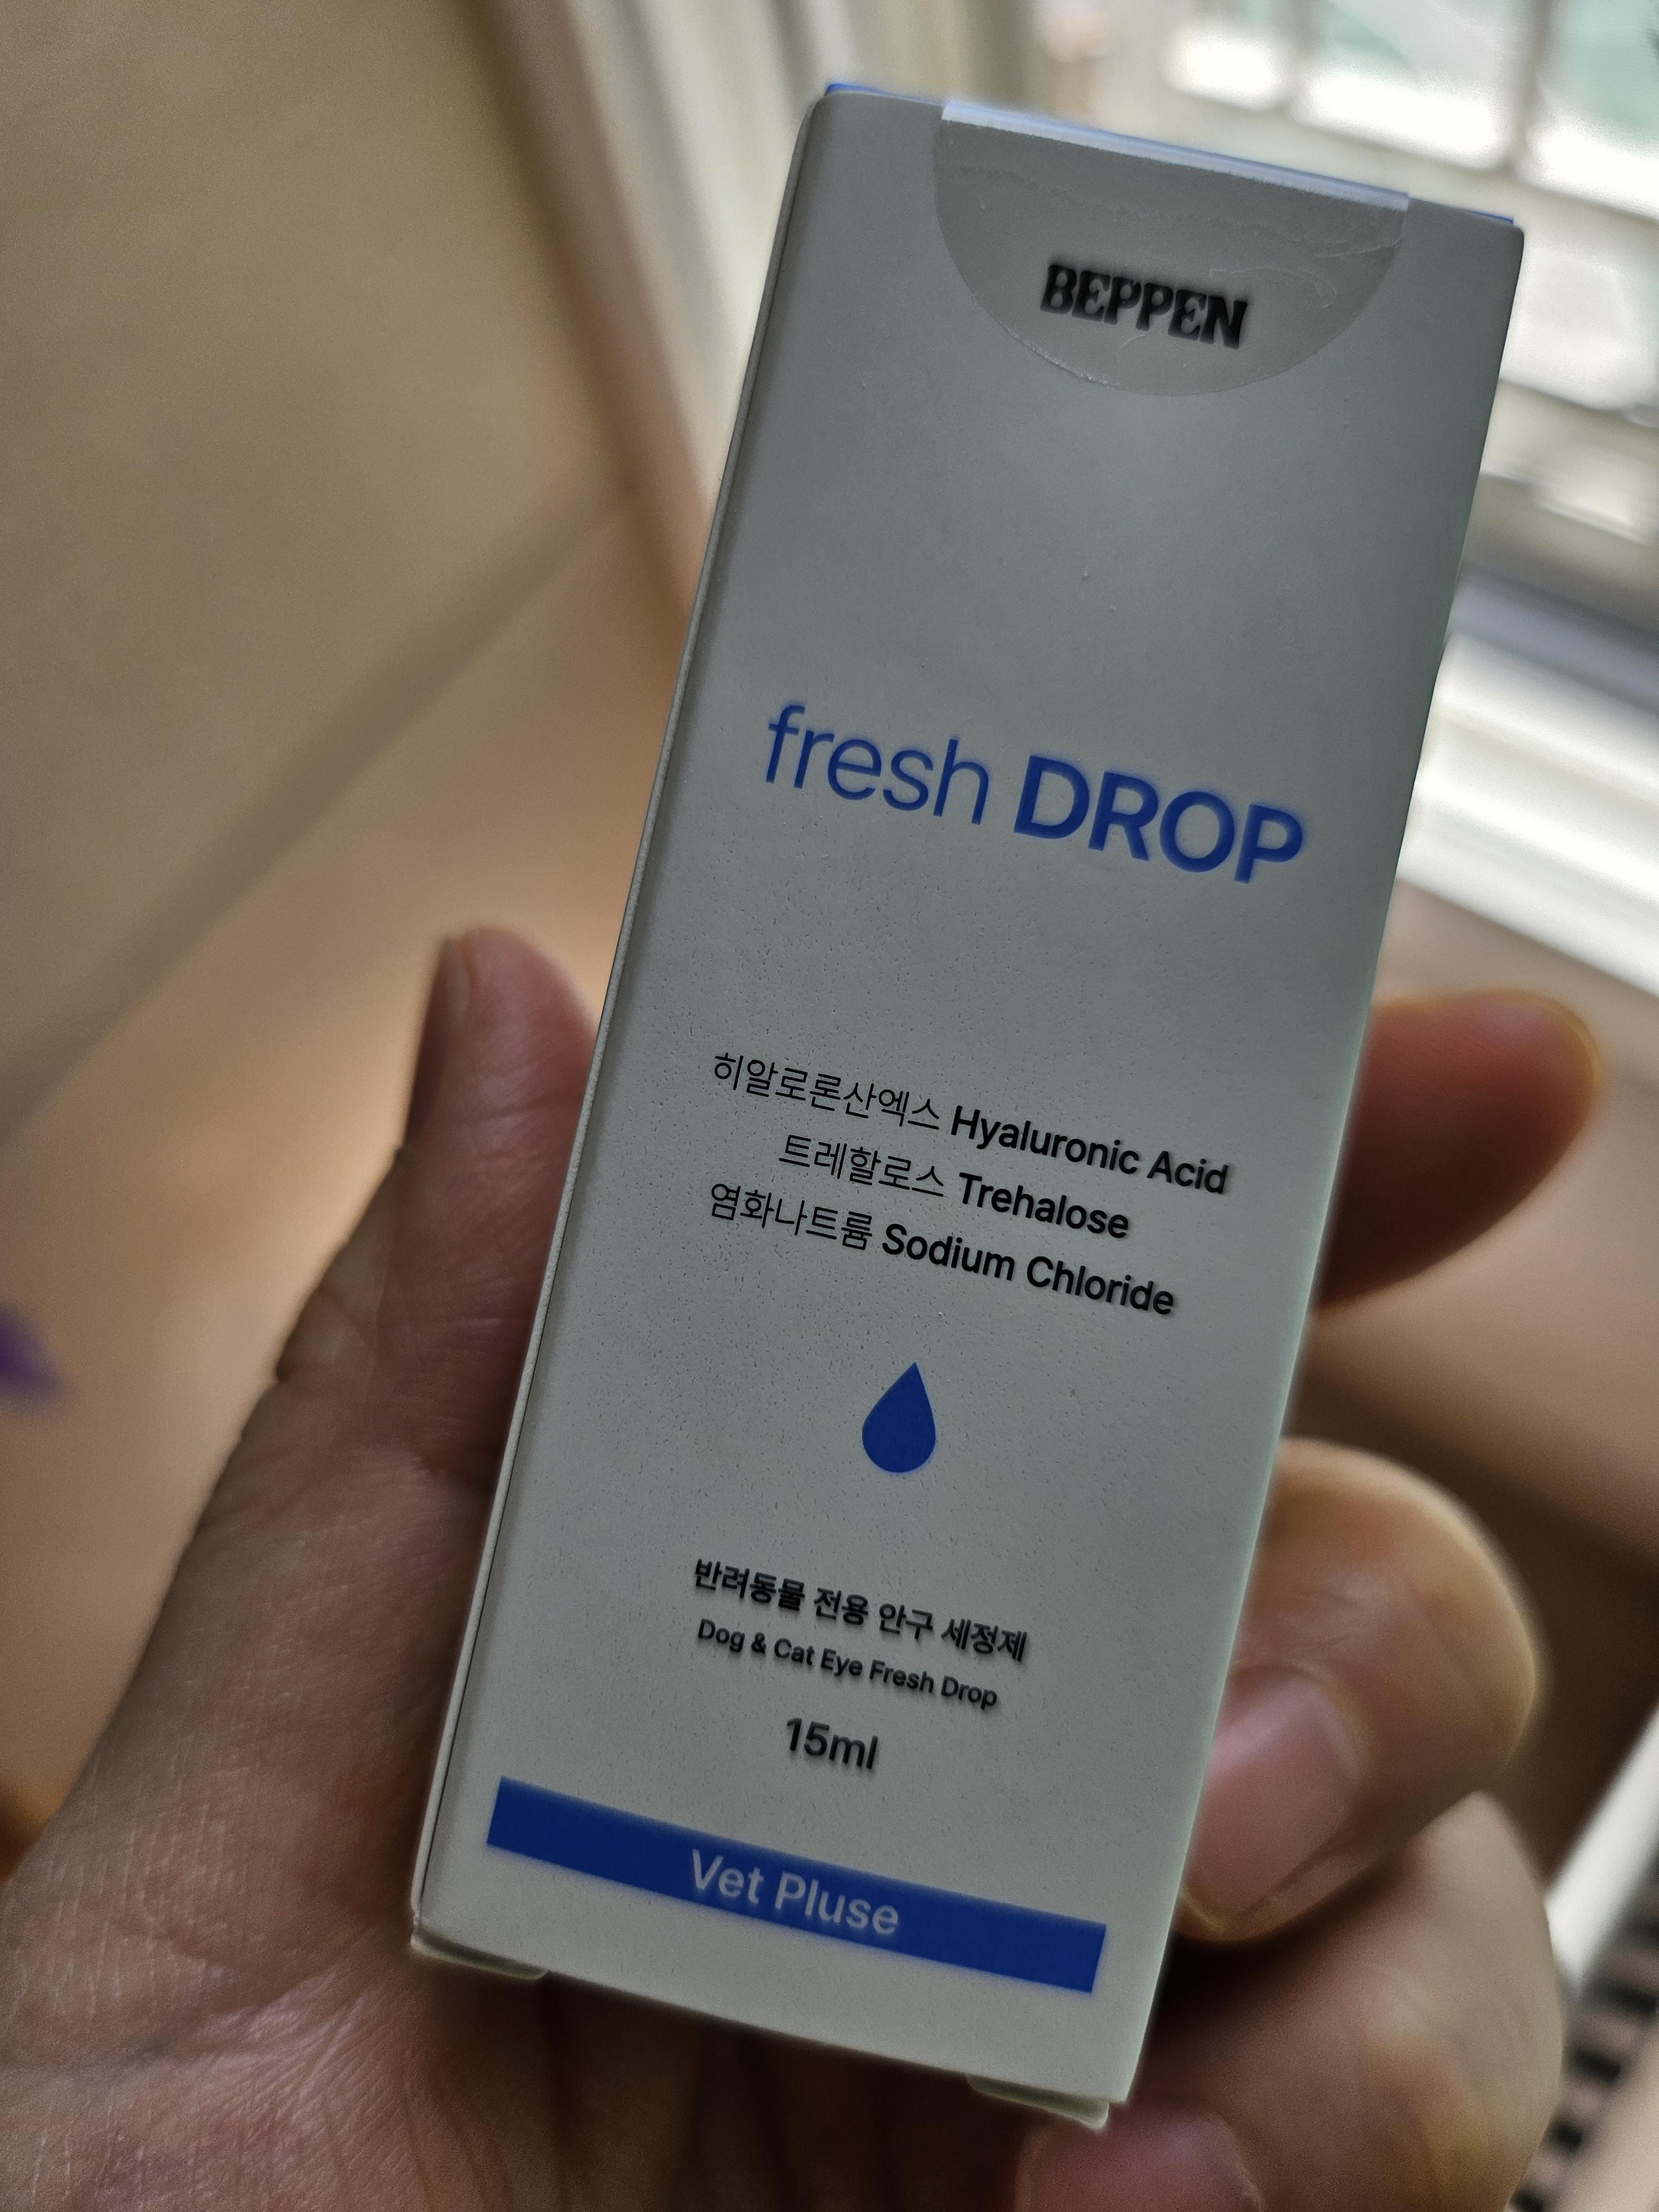 BEPPEN
fresh DROP
히알로론산엑스 Hyaluronic Acid
트레할로스 Trehalose
염화나트륨 Sodium Chloride
반려동물 전용 안구 세정제
Dog & Cat Eye Fresh Drop
15ml
Vet Pluse